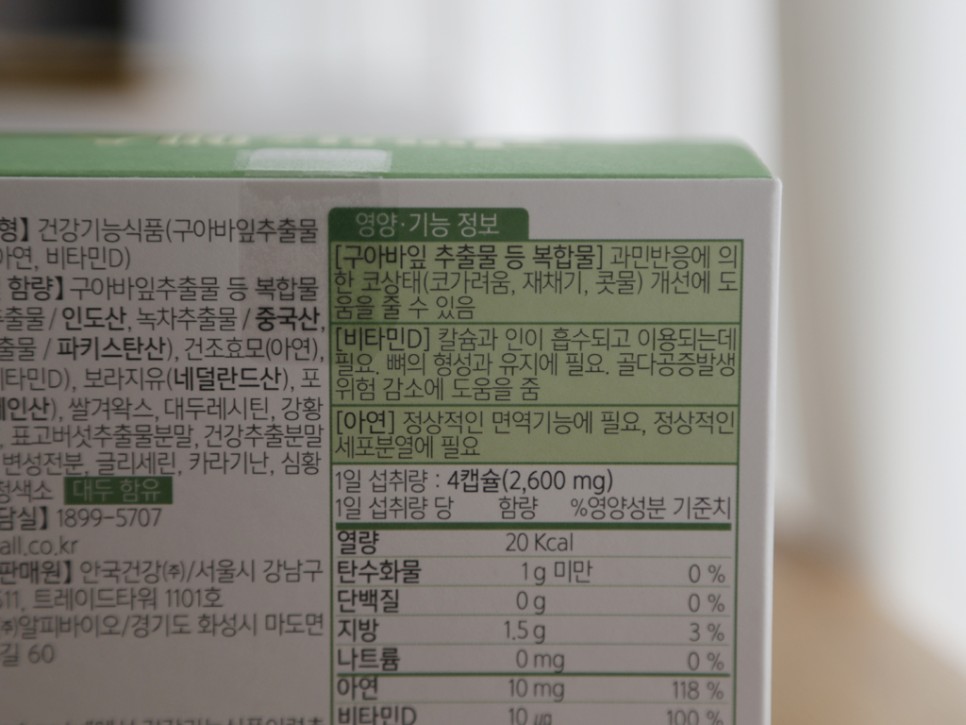 형】 건강기능식품(구아바잎추출물
아연, 비타민D)
함량】구아바잎추출물 등 복합물
추출물 / 인도산, 녹차추출물 / 중국산,
출물 / 파키스탄산), 건조효모(아연),
비타민D), 보라지유(네덜란드산), 포
페인산), 쌀겨왁스, 대두레시틴, 강황
, 표고버섯추출물분말, 건강추출분말
변성전분, 글리세린, 카라기난, 심황
청색소 대두 함유
담실】 1899-5707
all.co.kr
판매원】 안국건강㈜/서울시 강남구
511, 트레이드타워 1101호
㈜알피바이오/경기도 화성시 마도면
길 60
영양·기능 정보
[구아바잎 추출물 등 복합물] 과민반응에 의
한 코상태(코가려움, 재채기, 콧물) 개선에 도
움을 줄 수 있음
[비타민D] 칼슘과 인이 흡수되고 이용되는데
필요. 뼈의 형성과 유지에 필요. 골다공증발생
위험 감소에 도움을 줌
[아연] 정상적인 면역기능에 필요, 정상적인
세포분열에 필요
1일 섭취량 : 4캡슐(2,600 mg)
1일 섭취량 당 함량 %영양성분 기준치
열량 20 Kcal
탄수화물 1 g 미만 0 %
단백질 0 g 0 %
지방 1.5 g 3 %
나트륨 0 mg 0 %
아연 10 mg 118 %
비타민D 10 ㎍ 100 %